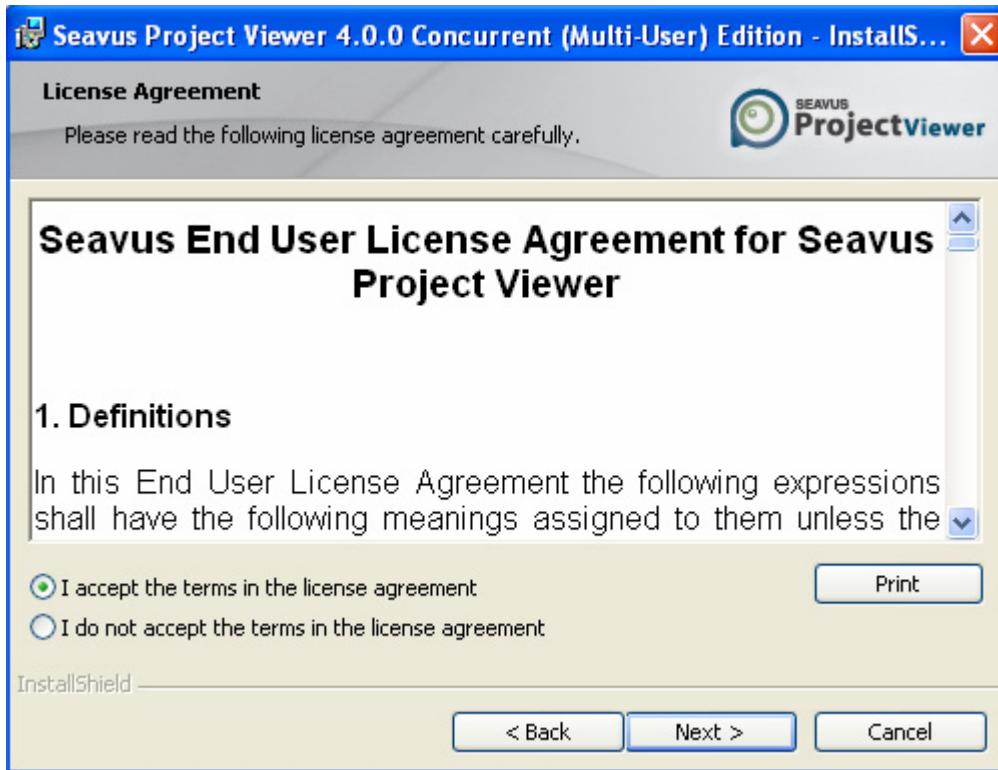 Seavus Project Viewer 4.0.0 Concurrent (Multi-User) Edition - InstallS...
License Agreement
Please read the following license agreement carefully.
SEAVUS
ProjectViewer
Seavus End User License Agreement for Seavus
Project Viewer
1. Definitions
In this End User License Agreement the following expressions
shall have the following meanings assigned to them unless the
I accept the terms in the license agreement
Print
I do not accept the terms in the license agreement
InstallShield
< Back
Next >
Cancel